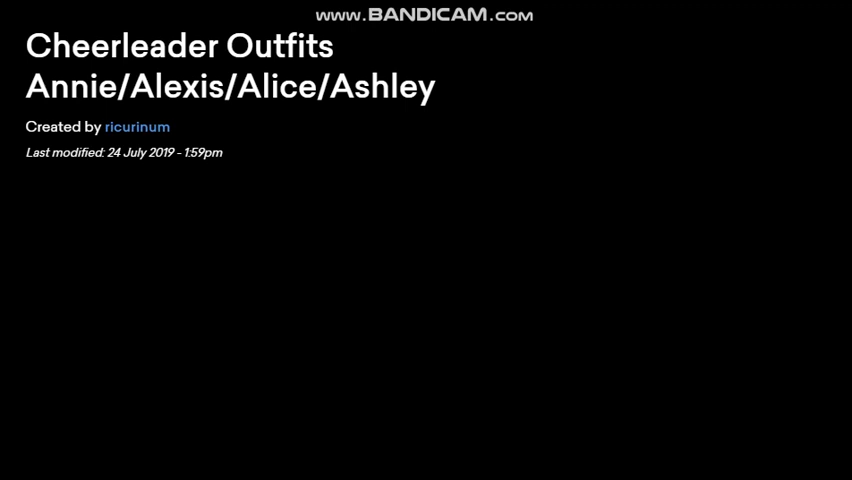 www.BANDICAM.com
Cheerleader Outfits
Annie/Alexis/Alice/Ashley
Created by ricurinum
Last modified: 24 July 2019 - 1:59pm